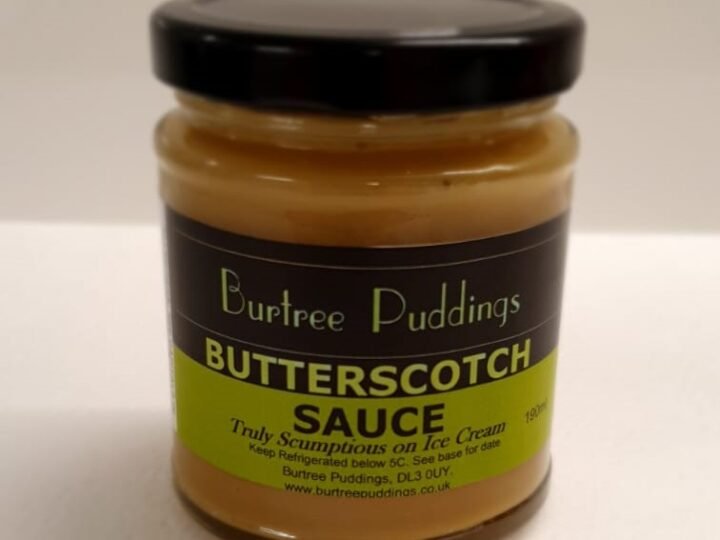 Burtree Puddings
BUTTERSCOTCH
SAUCE
190ml
Truly Scumptious on Ice Cream
Keep Refrigerated below 5C. See base for date
Burtree Puddings, DL3 0UY.
www.burtreepuddings.co.uk